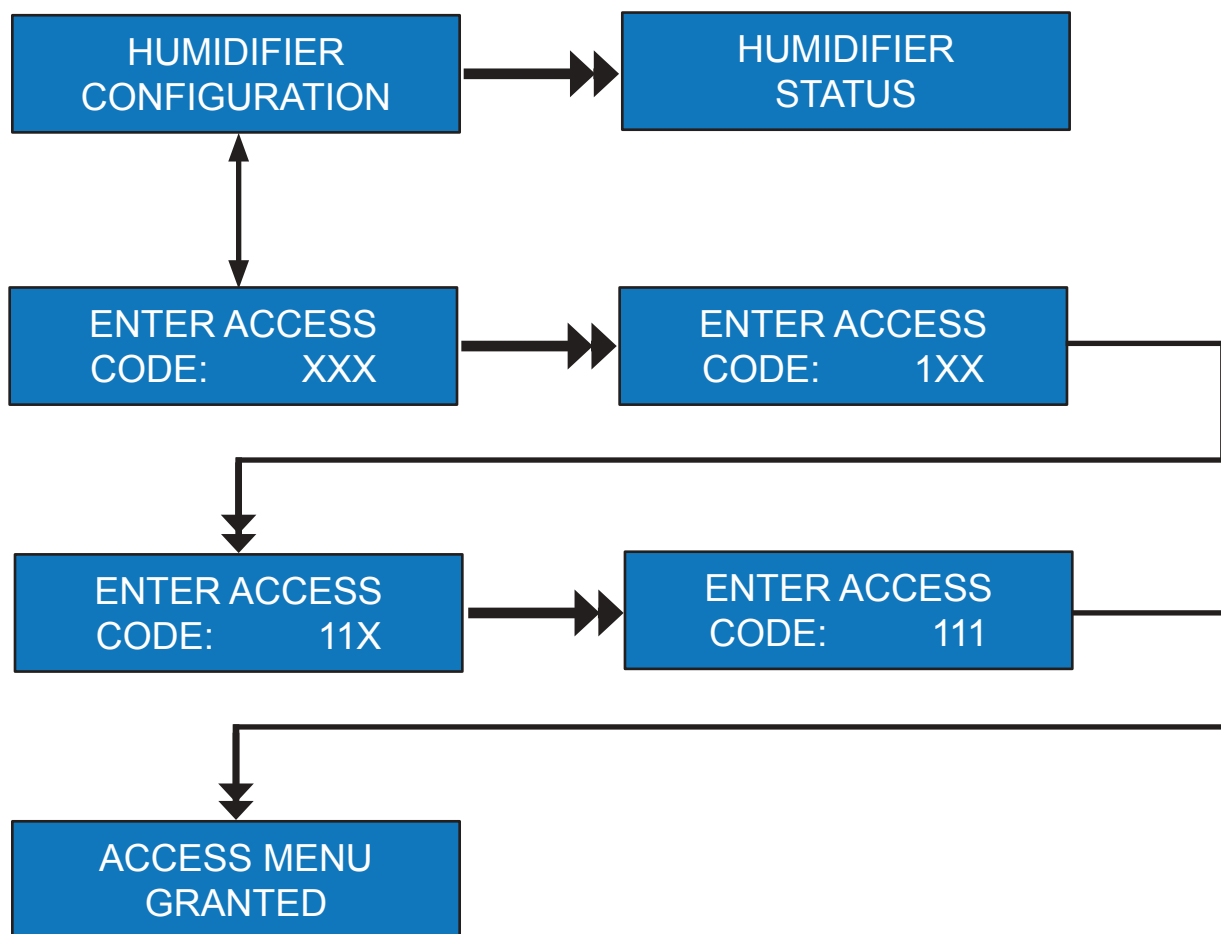 HUMIDIFIER
CONFIGURATION
HUMIDIFIER
STATUS
ENTER ACCESS
CODE: XXX
ENTER ACCESS
CODE: 1XX
ENTER ACCESS
CODE: 11X
ENTER ACCESS
CODE: 111
ACCESS MENU
GRANTED